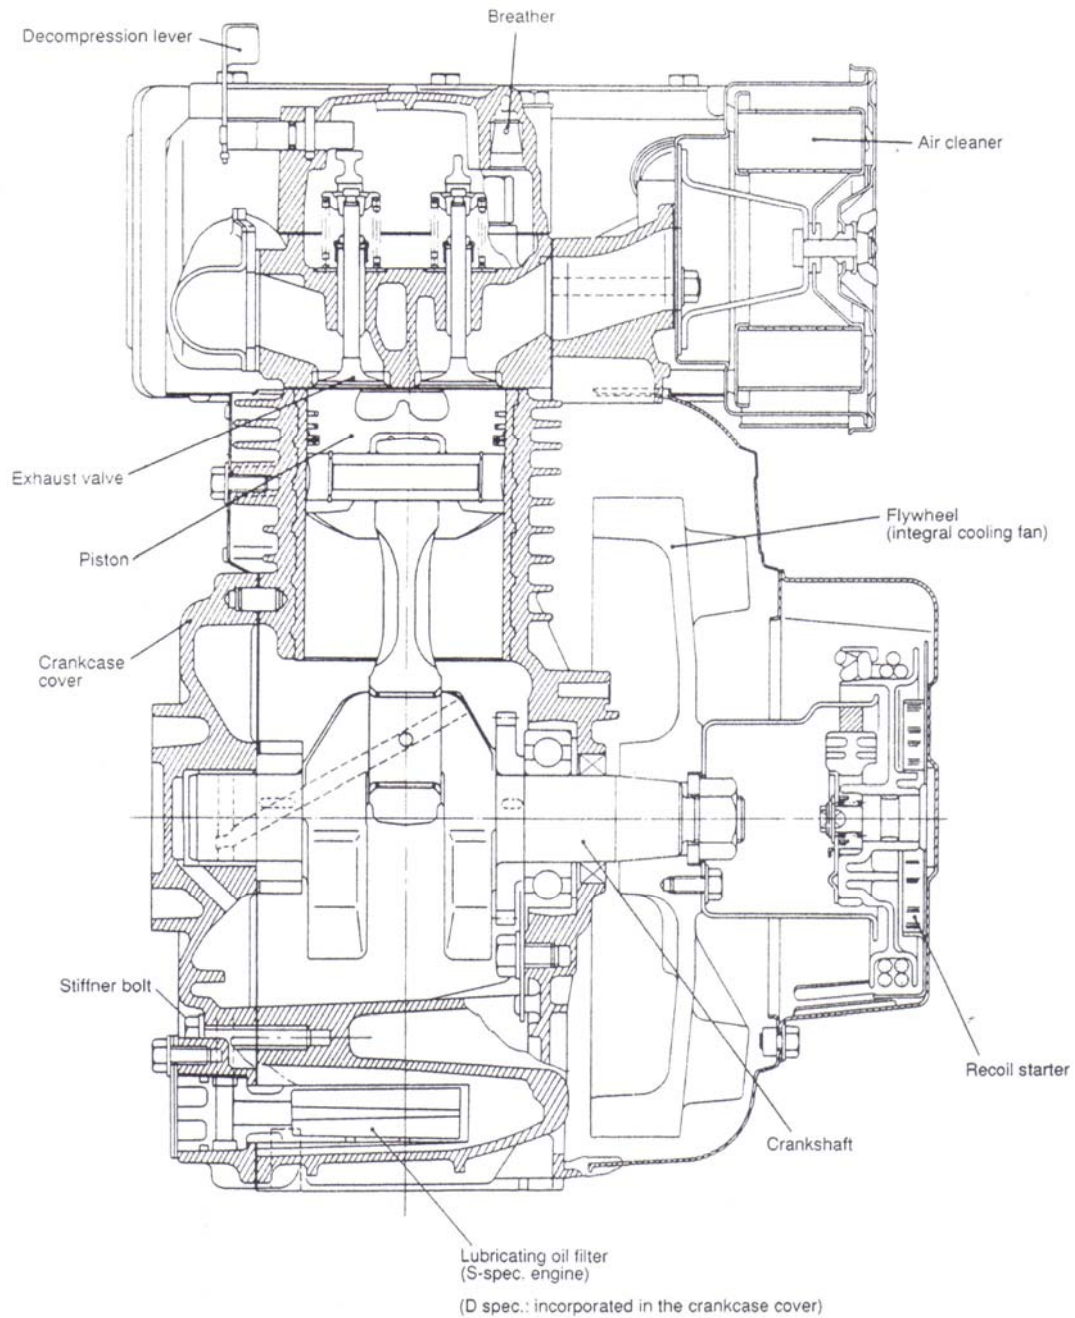 Breather
Decompression lever
Air cleaner
Exhaust valve
Flywheel
(integral cooling fan)
Piston
Crankcase
cover
Stiffner bolt
Recoil starter
Crankshaft
Lubricating oil filter
(S-spec. engine)
(D spec.: incorporated in the crankcase cover)